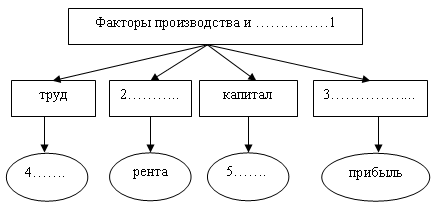 Факторы производства и ……………1
труд
2………..
капитал
3……………...
4…….
рента
5…….
прибыль